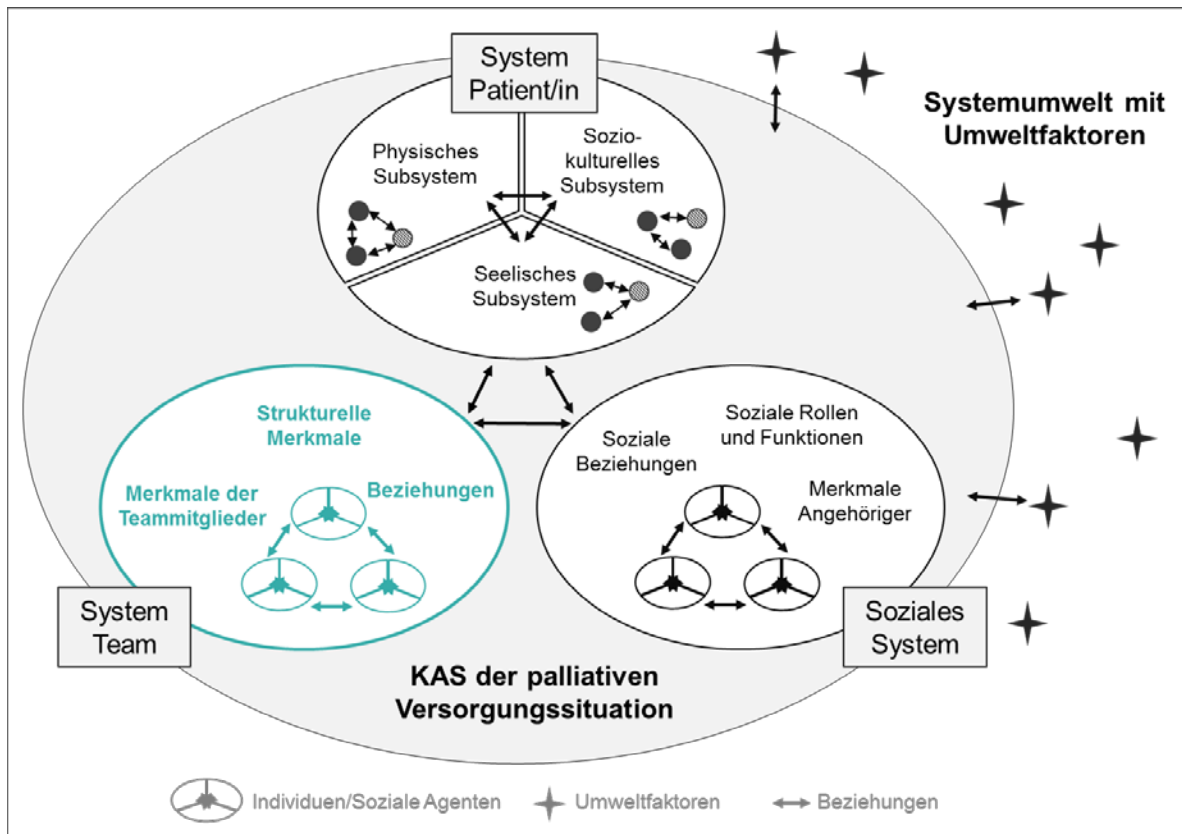 System
Patient/in
Systemumwelt mit
Umweltfaktoren
Physisches
Subsystem
Sozio-
kulturelles
Subsystem
Seelisches
Subsystem
Strukturelle
Merkmale
Merkmale der
Teammitglieder
Beziehungen
Soziale Rollen
und Funktionen
Soziale
Beziehungen
Merkmale
Angehöriger
System
Team
Soziales
System
KAS der palliativen
Versorgungssituation
Individuen/Soziale Agenten
Umweltfaktoren
Beziehungen